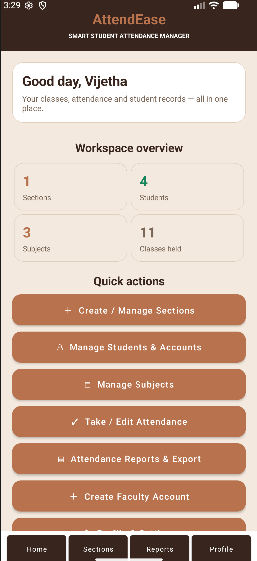 3:29
AttendEase
SMART STUDENT ATTENDANCE MANAGER
Good day, Vijetha
Your classes, attendance and student records — all in one
place.
Workspace overview
1
Sections
4
Students
3
Subjects
11
Classes held
Quick actions
+ Create / Manage Sections
Manage Students & Accounts
Manage Subjects
✓ Take / Edit Attendance
Attendance Reports & Export
+ Create Faculty Account
Home
Sections
Reports
Profile